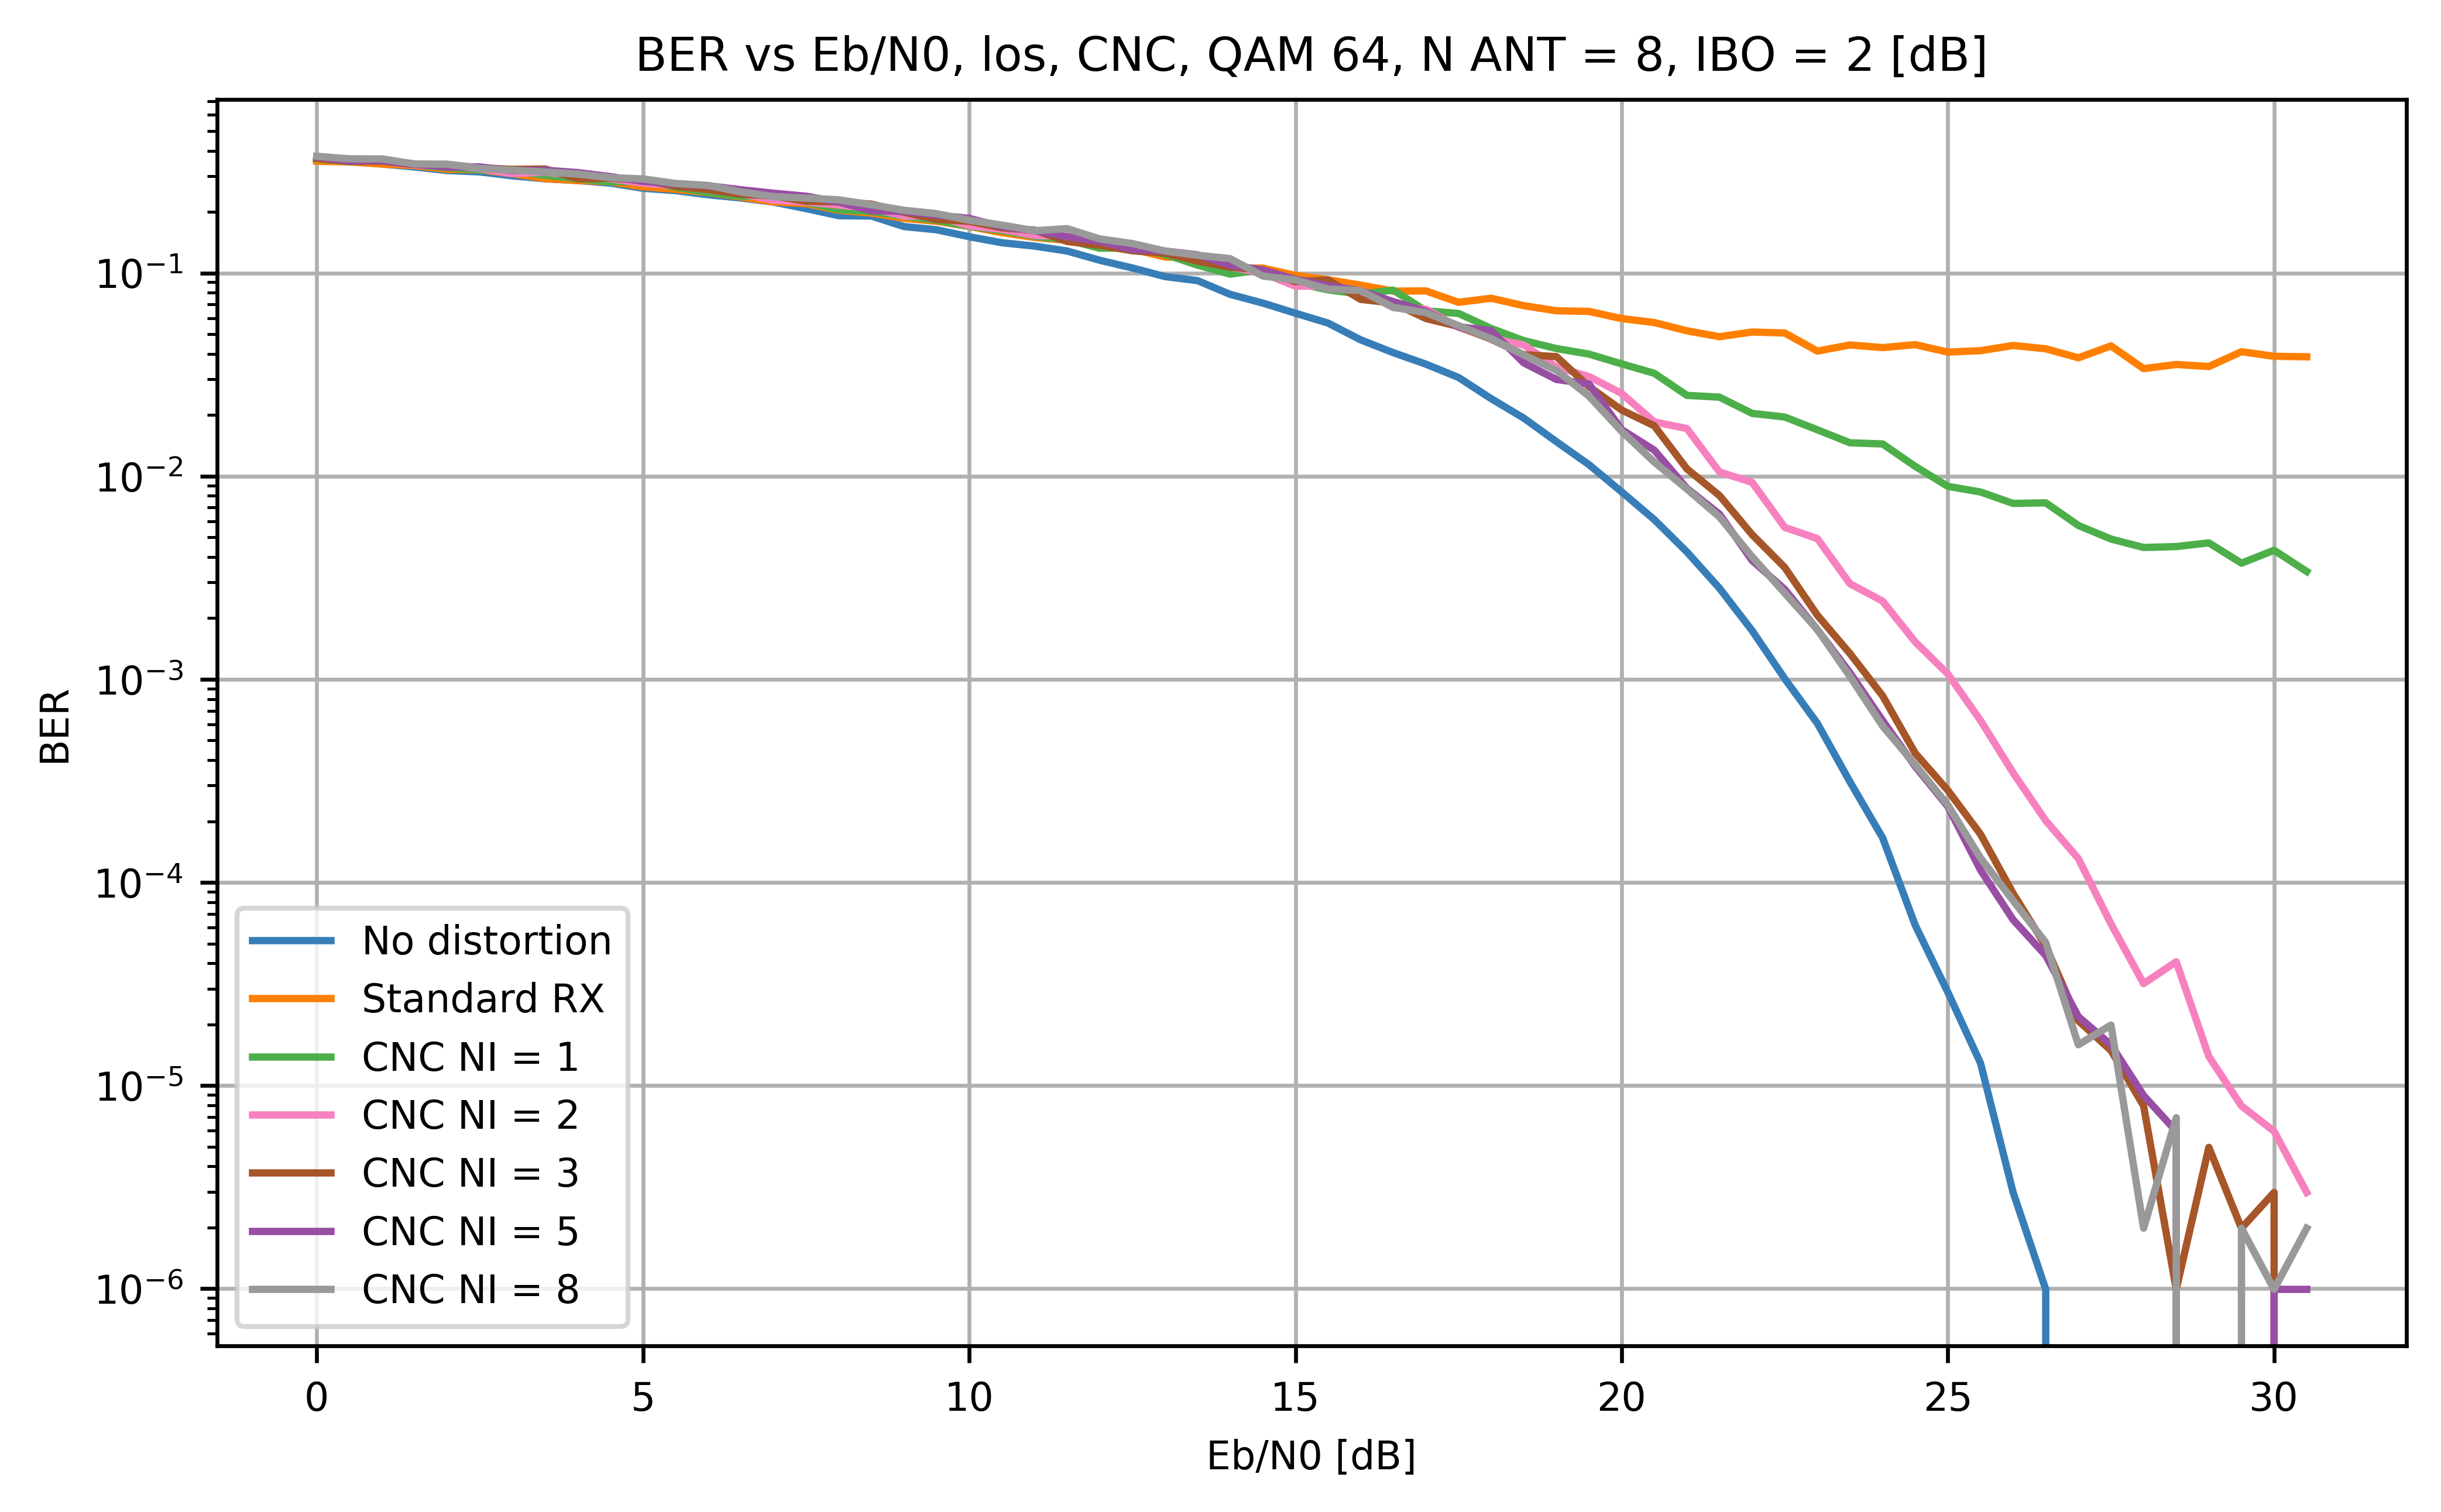 BER vs Eb/N0, los, CNC, QAM 64, N ANT = 8, IBO = 2 [dB]
BER
10⁻¹
10⁻²
10⁻³
10⁻⁴
10⁻⁵
10⁻⁶
No distortion
Standard RX
CNC NI = 1
CNC NI = 2
CNC NI = 3
CNC NI = 5
CNC NI = 8
0 5 10 15 20 25 30
Eb/N0 [dB]